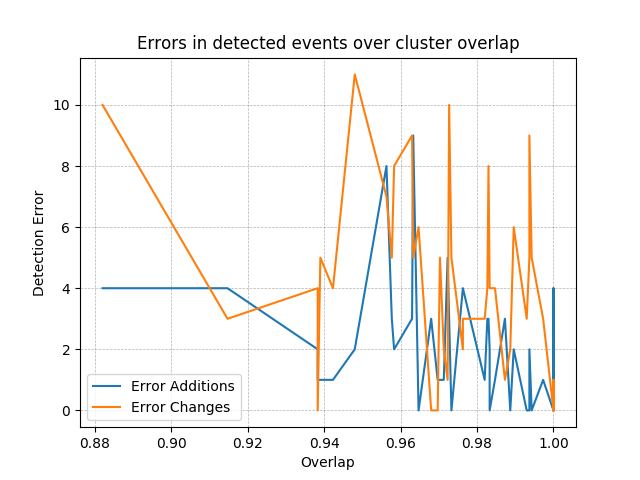 Errors in detected events over cluster overlap
Detection Error
10
8
6
4
2
0
Error Additions
Error Changes
0.88 0.90 0.92 0.94 0.96 0.98 1.00
Overlap